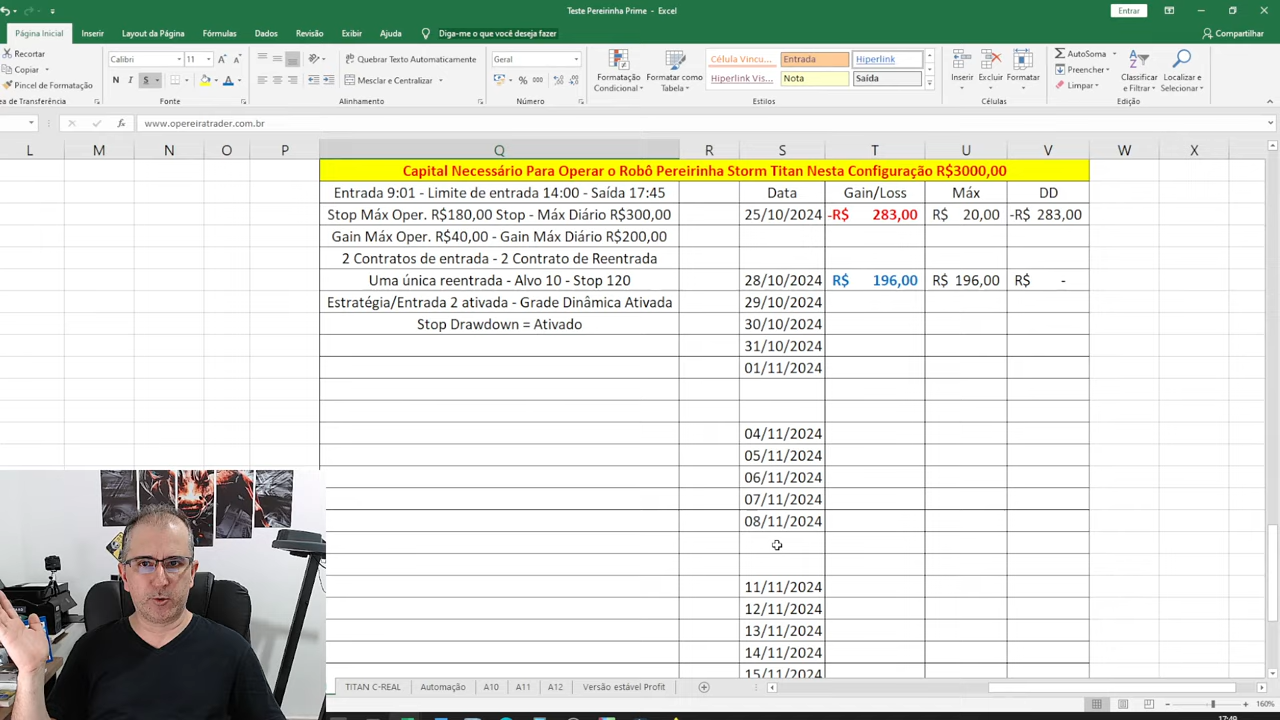 Teste Pereirinha Prime - Excel
Entrar
Página Inicial Inserir Layout da Página Fórmulas Dados Revisão Exibir Ajuda Diga-me o que você deseja fazer Compartilhar
Recortar
Copiar
Pincel de Formatação
a de Transferência
Calibri 11
N I S
Fonte
Quebrar Texto Automaticamente
Mesclar e Centralizar
Alinhamento
Geral
% 000
Número
Formatação Condicional
Formatar como Tabela
Célula Vincu... Entrada Hiperlink
Hiperlink Vis... Nota Saída
Estilos
Inserir Excluir Formatar
Células
AutoSoma
Preencher
Limpar
Classificar e Filtrar
Localizar e Selecionar
Edição
fx www.opereiratrader.com.br
L M N O P Q R S T U V W X
Capital Necessário Para Operar o Robô Pereirinha Storm Titan Nesta Configuração R$3000,00
Entrada 9:01 - Limite de entrada 14:00 - Saída 17:45 Data Gain/Loss Máx DD
Stop Máx Oper. R$180,00 Stop - Máx Diário R$300,00 25/10/2024 -R$ 283,00 R$ 20,00 -R$ 283,00
Gain Máx Oper. R$40,00 - Gain Máx Diário R$200,00
2 Contratos de entrada - 2 Contrato de Reentrada
Uma única reentrada - Alvo 10 - Stop 120 28/10/2024 R$ 196,00 R$ 196,00 R$ -
Estratégia/Entrada 2 ativada - Grade Dinâmica Ativada 29/10/2024
Stop Drawdown = Ativado 30/10/2024
31/10/2024
01/11/2024
04/11/2024
05/11/2024
06/11/2024
07/11/2024
08/11/2024
11/11/2024
12/11/2024
13/11/2024
14/11/2024
15/11/2024
TITAN C-REAL Automação A10 A11 A12 Versão estável Profit
160%
17:49